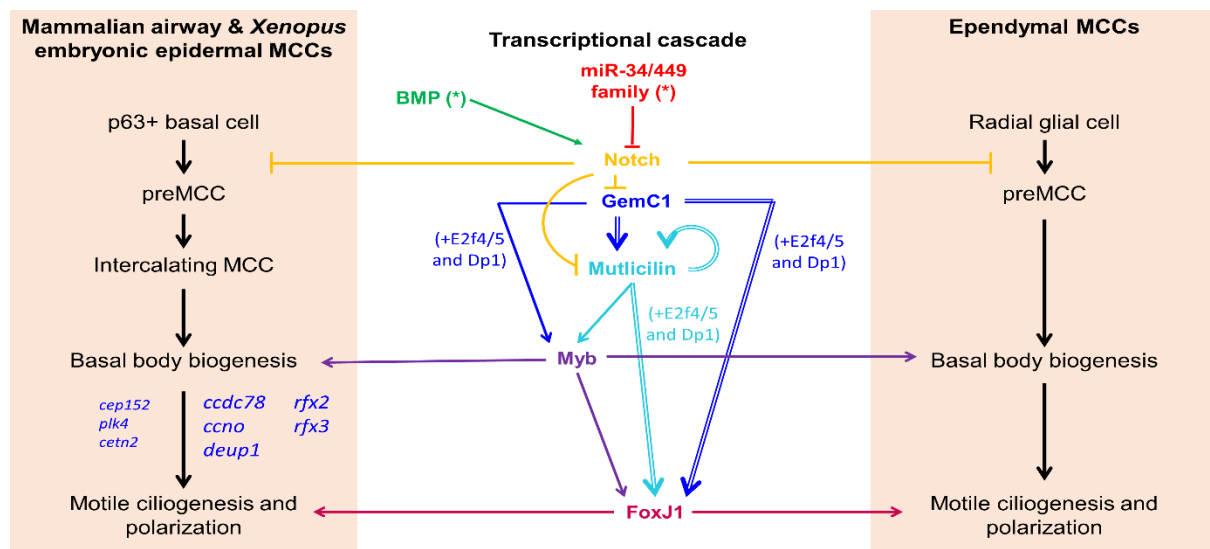 Mammalian airway & Xenopus
embryonic epidermal MCCs
p63+ basal cell
preMCC
Intercalating MCC
Basal body biogenesis
cep152
plk4
cetn2
ccdc78
ccno
deup1
rfx2
rfx3
Motile ciliogenesis and
polarization
Transcriptional cascade
miR-34/449
family (*)
BMP (*)
Notch
GemC1
(+E2f4/5
and Dp1)
(+E2f4/5
and Dp1)
Mutlicilin
(+E2f4/5
and Dp1)
Myb
FoxJ1
Ependymal MCCs
Radial glial cell
preMCC
Basal body biogenesis
Motile ciliogenesis and
polarization